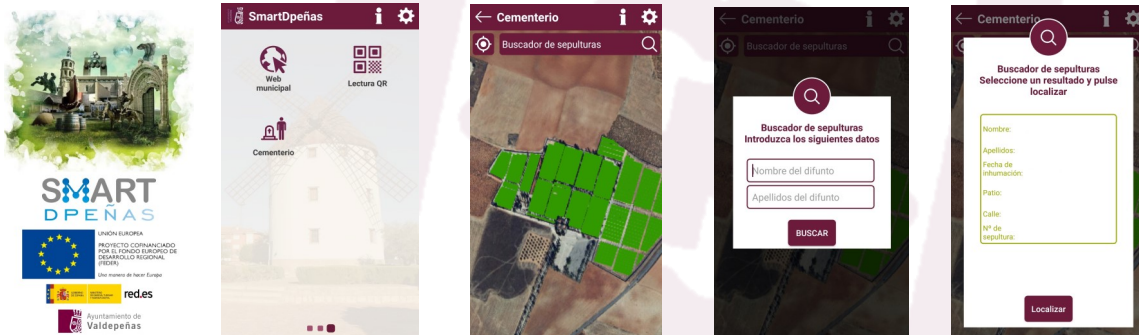 SMART
DPEÑAS
UNIÓN EUROPEA
PROYECTO COFINANCIADO
POR EL FONDO EUROPEO DE
DESARROLLO REGIONAL
(FEDER)
Una manera de hacer Europa
red.es
Ayuntamiento de
Valdepeñas
SmartDpeñas
Web
municipal
Lectura QR
Cementerio
Cementerio
Buscador de sepulturas
Cementerio
Buscador de sepulturas
Buscador de sepulturas
Introduzca los siguientes datos
Nombre del difunto
Apellidos del difunto
BUSCAR
Cementerio
Buscador de sepulturas
Seleccione un resultado y pulse
localizar
Nombre:
Apellidos:
Fecha de
inhumación:
Patio:
Calle:
Nº de
sepultura:
Localizar